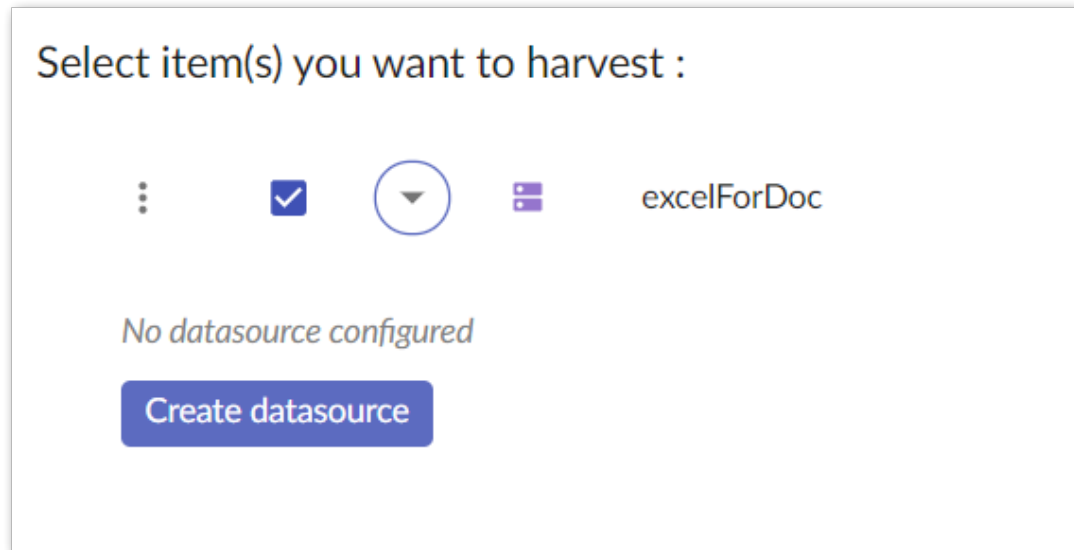 Select item(s) you want to harvest :
excelForDoc
No datasource configured
Create datasource